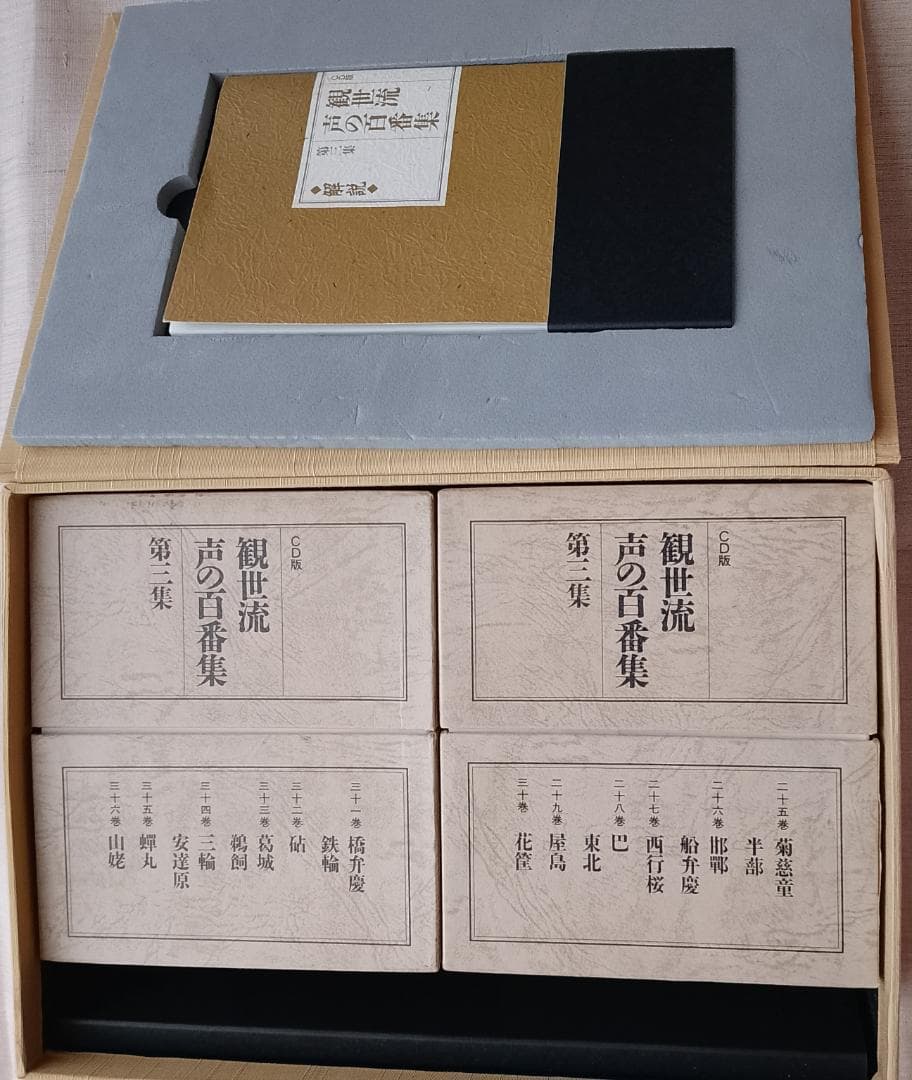 CD版
観世流
声の百番集
第三集
◆解説◆
CD版
観世流
声の百番集
第三集
CD版
観世流
声の百番集
第三集
二十五巻 菊慈童
半蔀
二十六巻 邯鄲
船弁慶
二十七巻 西行桜
二十八巻 巴
東北
二十九巻 屋島
三十巻 花筐
三十一巻 橋弁慶
鉄輪
三十二巻 砧
三十三巻 葛城
鵜飼
三十四巻 三輪
安達原
三十五巻 蟬丸
三十六巻 山姥